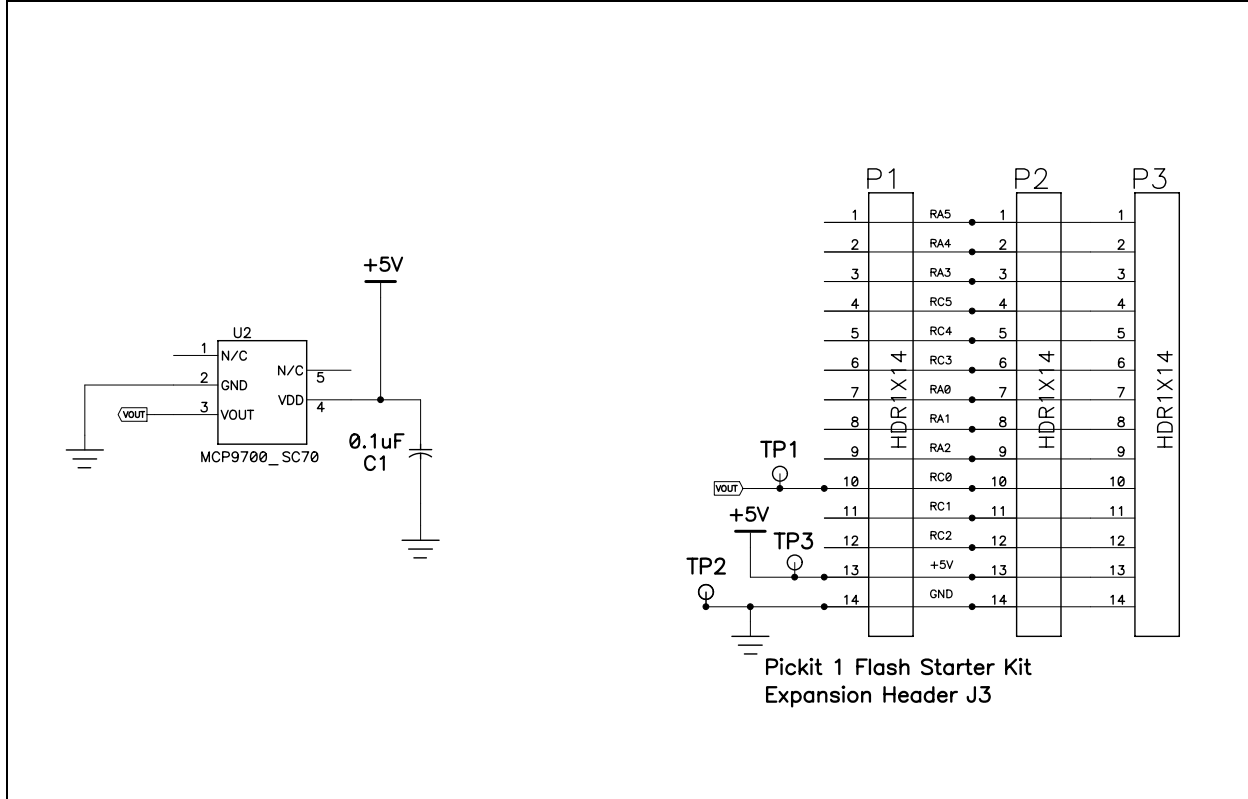 +5V
U2
1 N/C
N/C 5
2 GND
VDD 4
VOUT 3 VOUT
MCP9700_SC70
0.1uF
C1
P1 P2 P3
1 RA5 1 1
2 RA4 2 2
3 RA3 3 3
4 RC5 4 4
5 RC4 5 5
6 RC3 6 6
7 RA0 7 7
8 RA1 8 8
9 RA2 9 9
TP1
VOUT 10 RC0 10 10
11 RC1 11 11
+5V
12 RC2 12 12
TP3
13 +5V 13 13
TP2
14 GND 14 14
HDR1X14 HDR1X14 HDR1X14
Pickit 1 Flash Starter Kit
Expansion Header J3